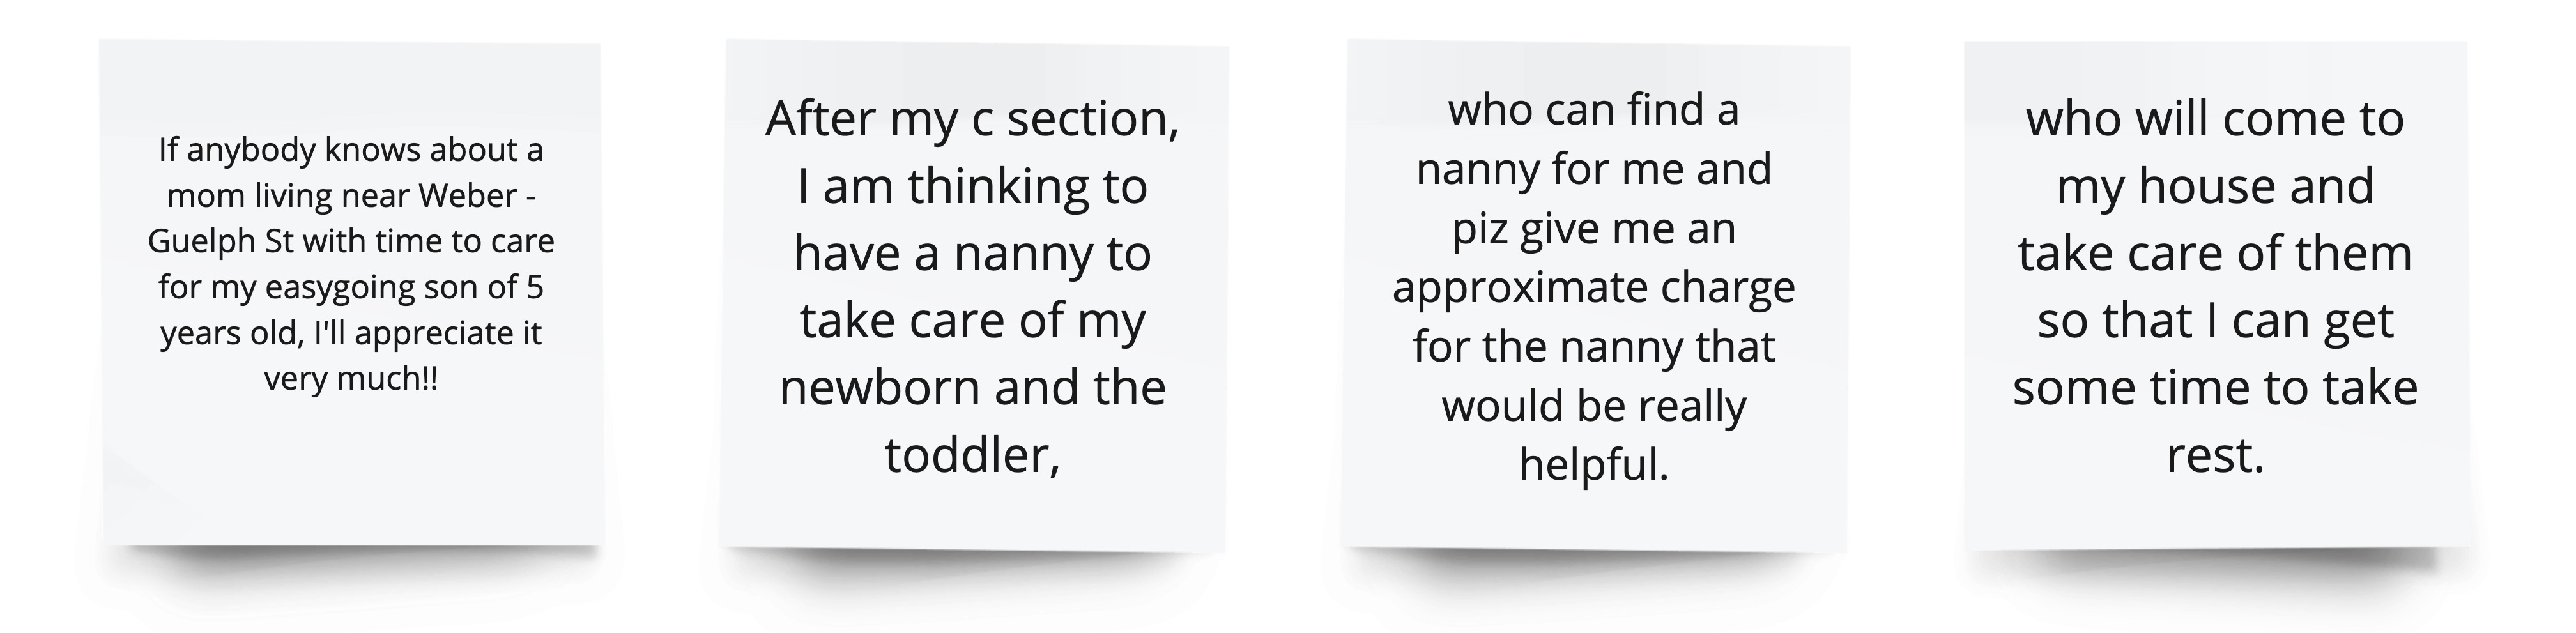 If anybody knows about a
mom living near Weber -
Guelph St with time to care
for my easygoing son of 5
years old, I'll appreciate it
very much!!
After my c section,
I am thinking to
have a nanny to
take care of my
newborn and the
toddler,
who can find a
nanny for me and
piz give me an
approximate charge
for the nanny that
would be really
helpful.
who will come to
my house and
take care of them
so that I can get
some time to take
rest.